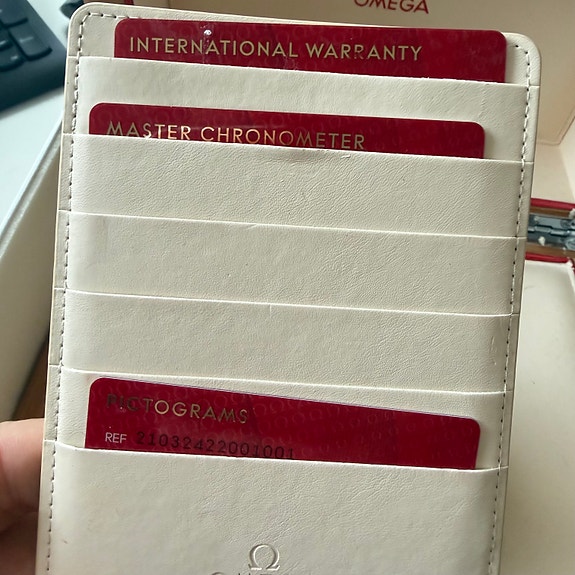 OMEGA
INTERNATIONAL WARRANTY
MASTER CHRONOMETER
PICTOGRAMS
REF 21032422001001